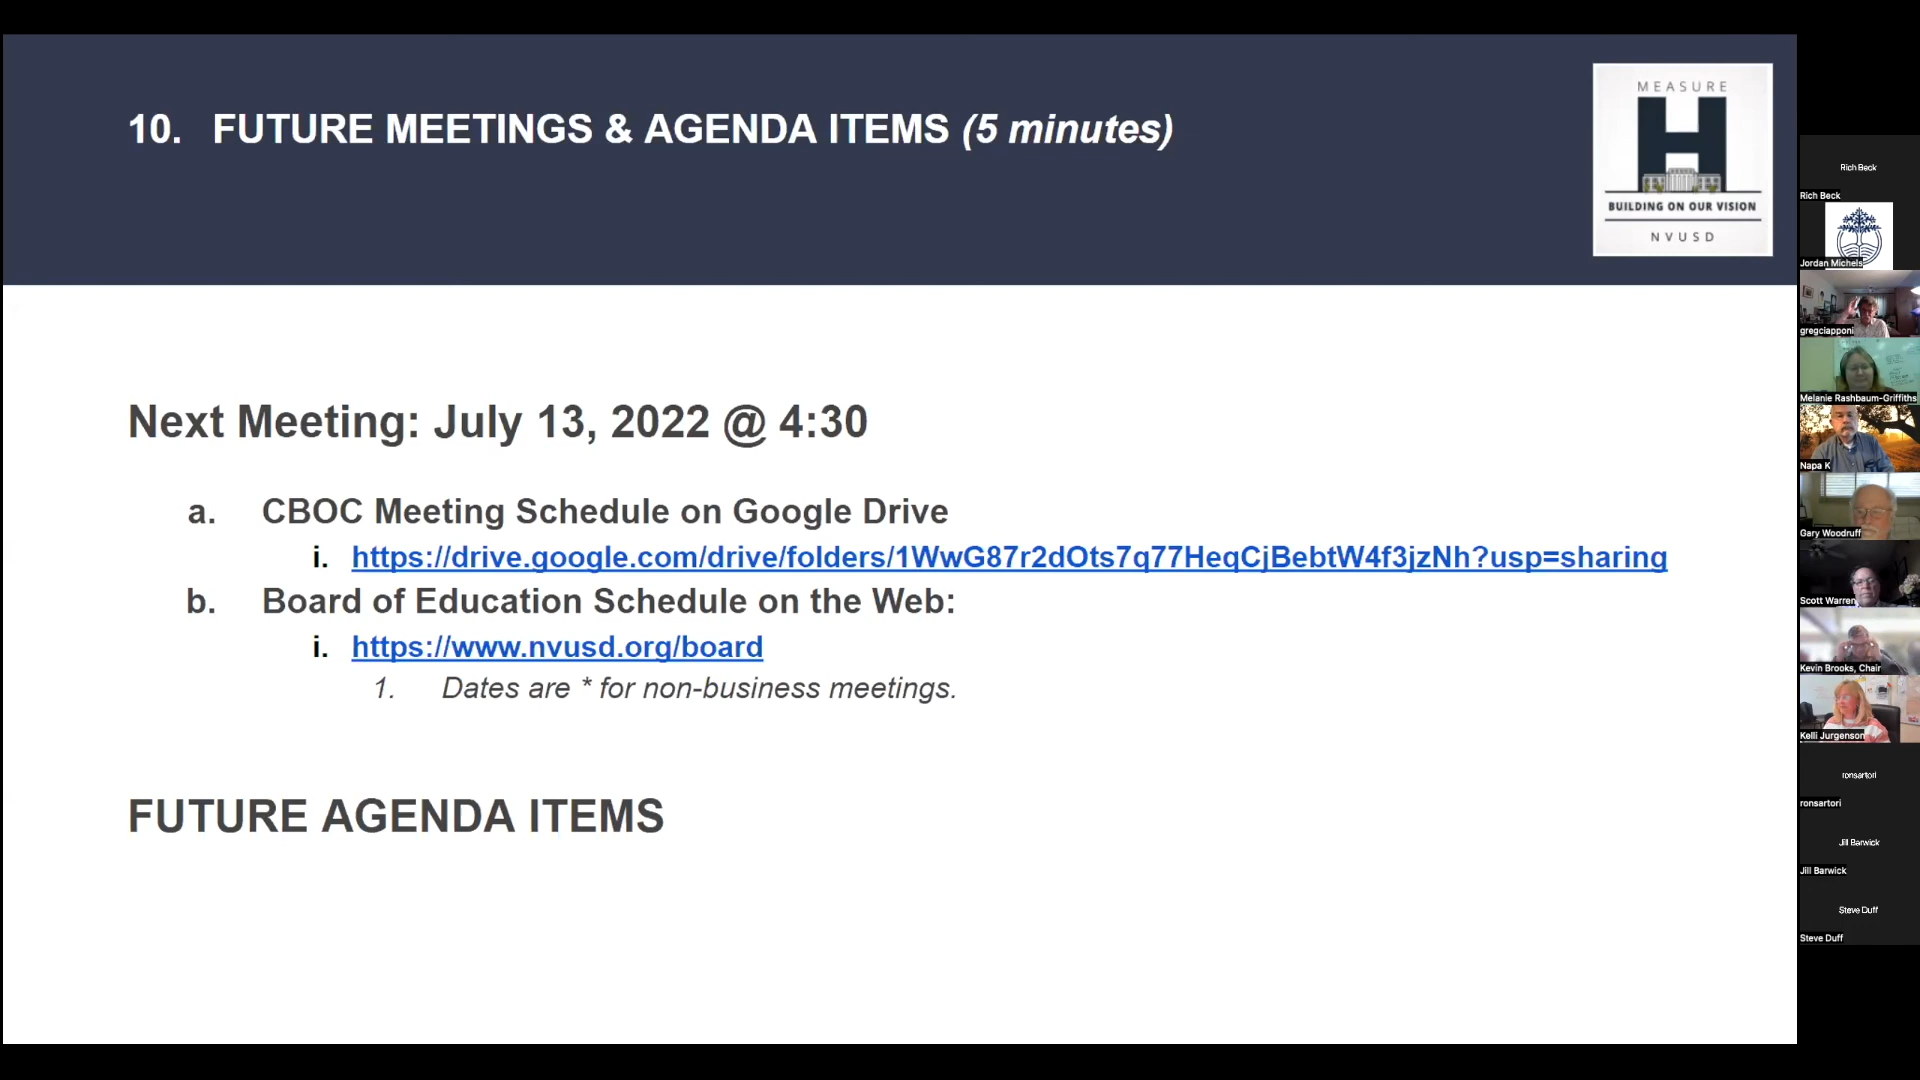 10. FUTURE MEETINGS & AGENDA ITEMS (5 minutes)
MEASURE
H
BUILDING ON OUR VISION
NVUSD
Next Meeting: July 13, 2022 @ 4:30
a. CBOC Meeting Schedule on Google Drive
i. https://drive.google.com/drive/folders/1WwG87r2dOts7q77HeqCjBebtW4f3jzNh?usp=sharing
b. Board of Education Schedule on the Web:
i. https://www.nvusd.org/board
1. Dates are * for non-business meetings.
FUTURE AGENDA ITEMS
Rich Beck
Rich Beck
Jordan Michels
gregciapponi
Melanie Rashbaum-Griffiths
Napa K
Gary Woodruff
Scott Warren
Kevin Brooks, Chair
Kelli Jurgenson
ronsartori
ronsartori
Jill Barwick
Jill Barwick
Steve Duff
Steve Duff